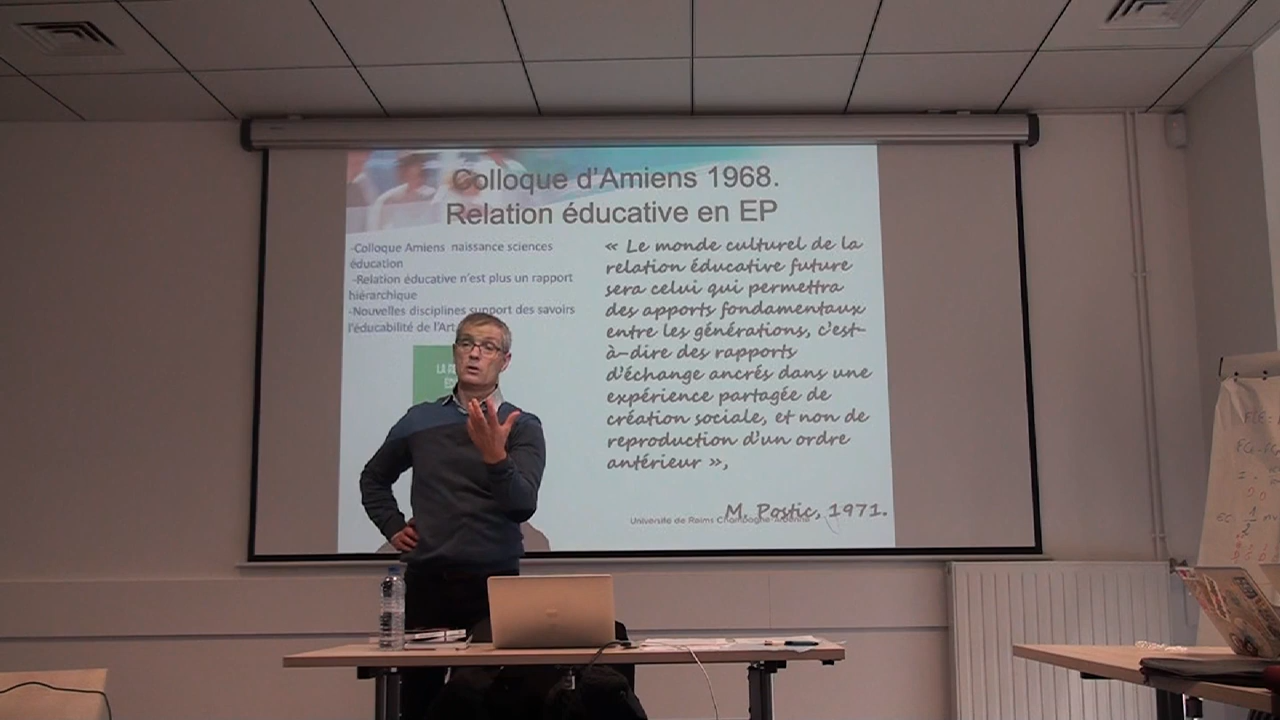 Colloque d'Amiens 1968.
Relation éducative en EP
-Colloque Amiens naissance sciences
éducation
-Relation éducative n'est plus un rapport
hiérarchique
-Nouvelles disciplines support des savoirs
l'éducabilité de l'Art
« Le monde culturel de la
relation éducative future
sera celui qui permettra
des apports fondamentaux
entre les générations, c'est-
à-dire des rapports
d'échange ancrés dans une
expérience partagée de
création sociale, et non de
reproduction d'un ordre
antérieur »,
M. Postic, 1971.
Université de Reims Champagne-Ardenne